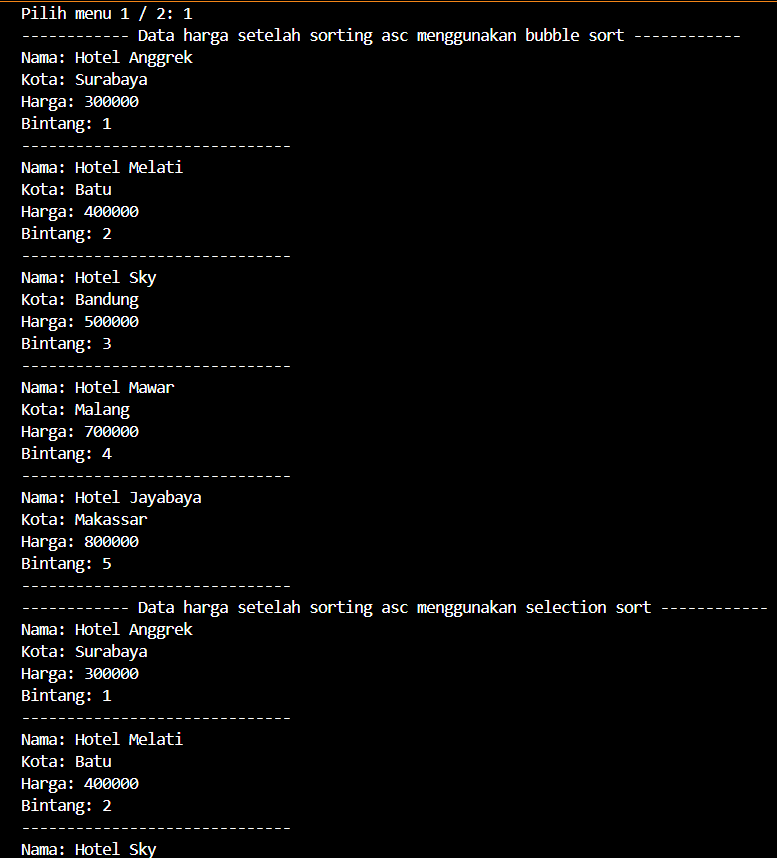 Pilih menu 1 / 2: 1
------------ Data harga setelah sorting asc menggunakan bubble sort ------------
Nama: Hotel Anggrek
Kota: Surabaya
Harga: 300000
Bintang: 1
------------------------------
Nama: Hotel Melati
Kota: Batu
Harga: 400000
Bintang: 2
------------------------------
Nama: Hotel Sky
Kota: Bandung
Harga: 500000
Bintang: 3
------------------------------
Nama: Hotel Mawar
Kota: Malang
Harga: 700000
Bintang: 4
------------------------------
Nama: Hotel Jayabaya
Kota: Makassar
Harga: 800000
Bintang: 5
------------------------------
------------ Data harga setelah sorting asc menggunakan selection sort ------------
Nama: Hotel Anggrek
Kota: Surabaya
Harga: 300000
Bintang: 1
------------------------------
Nama: Hotel Melati
Kota: Batu
Harga: 400000
Bintang: 2
------------------------------
Nama: Hotel Sky